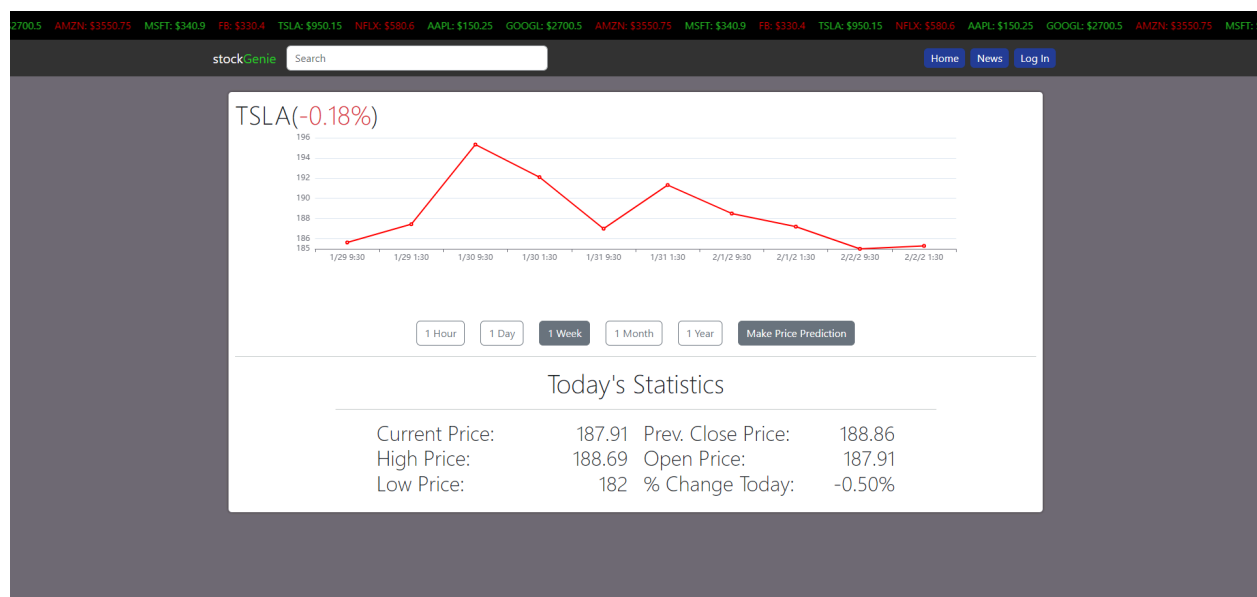 2700.5 AMZN: $3550.75 MSFT: $340.9 FB: $330.4 TSLA: $950.15 NFLX: $580.6 AAPL: $150.25 GOOGL: $2700.5 AMZN: $3550.75 MSFT: $340.9 FB: $330.4 TSLA: $950.15 NFLX: $580.6 AAPL: $150.25 GOOGL: $2700.5 AMZN: $3550.75 MSFT:
stockGenie Search Home News Log In
TSLA(-0.18%)
196
194
192
190
188
186
185
1/29 9:30 1/29 1:30 1/30 9:30 1/30 1:30 1/31 9:30 1/31 1:30 2/1/2 9:30 2/1/2 1:30 2/2/2 9:30 2/2/2 1:30
1 Hour 1 Day 1 Week 1 Month 1 Year Make Price Prediction
Today's Statistics
Current Price: 187.91 Prev. Close Price: 188.86
High Price: 188.69 Open Price: 187.91
Low Price: 182 % Change Today: -0.50%